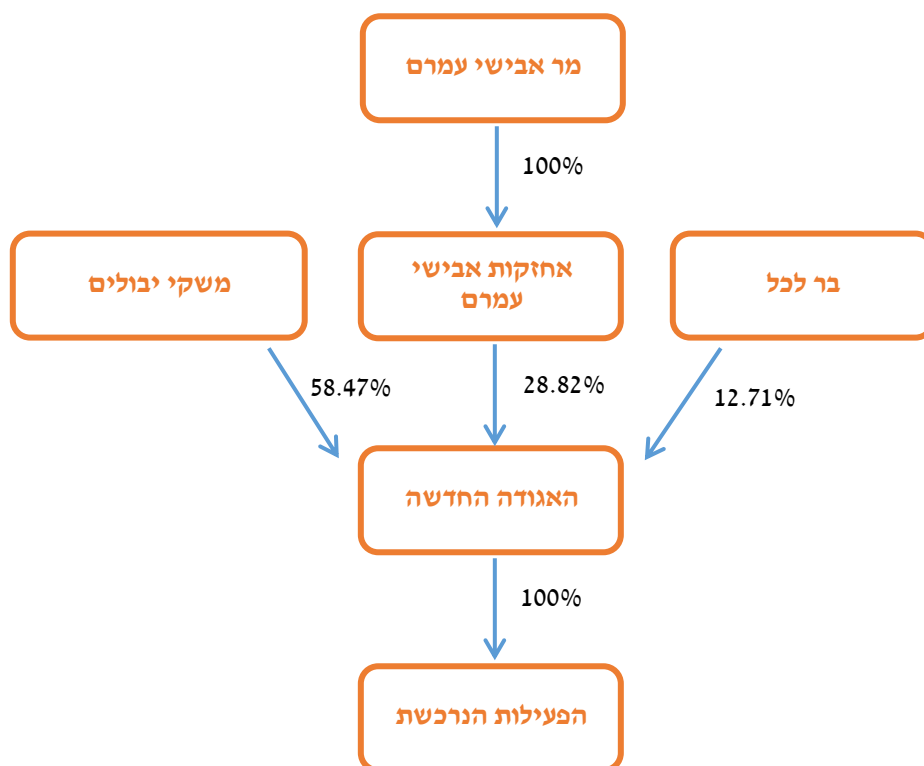 מר אבישי עמרם
100%
בר לכל
אחזקות אבישי
עמרם
משקי יבולים
12.71%
28.82%
58.47%
האגודה החדשה
100%
הפעילות הנרכשת